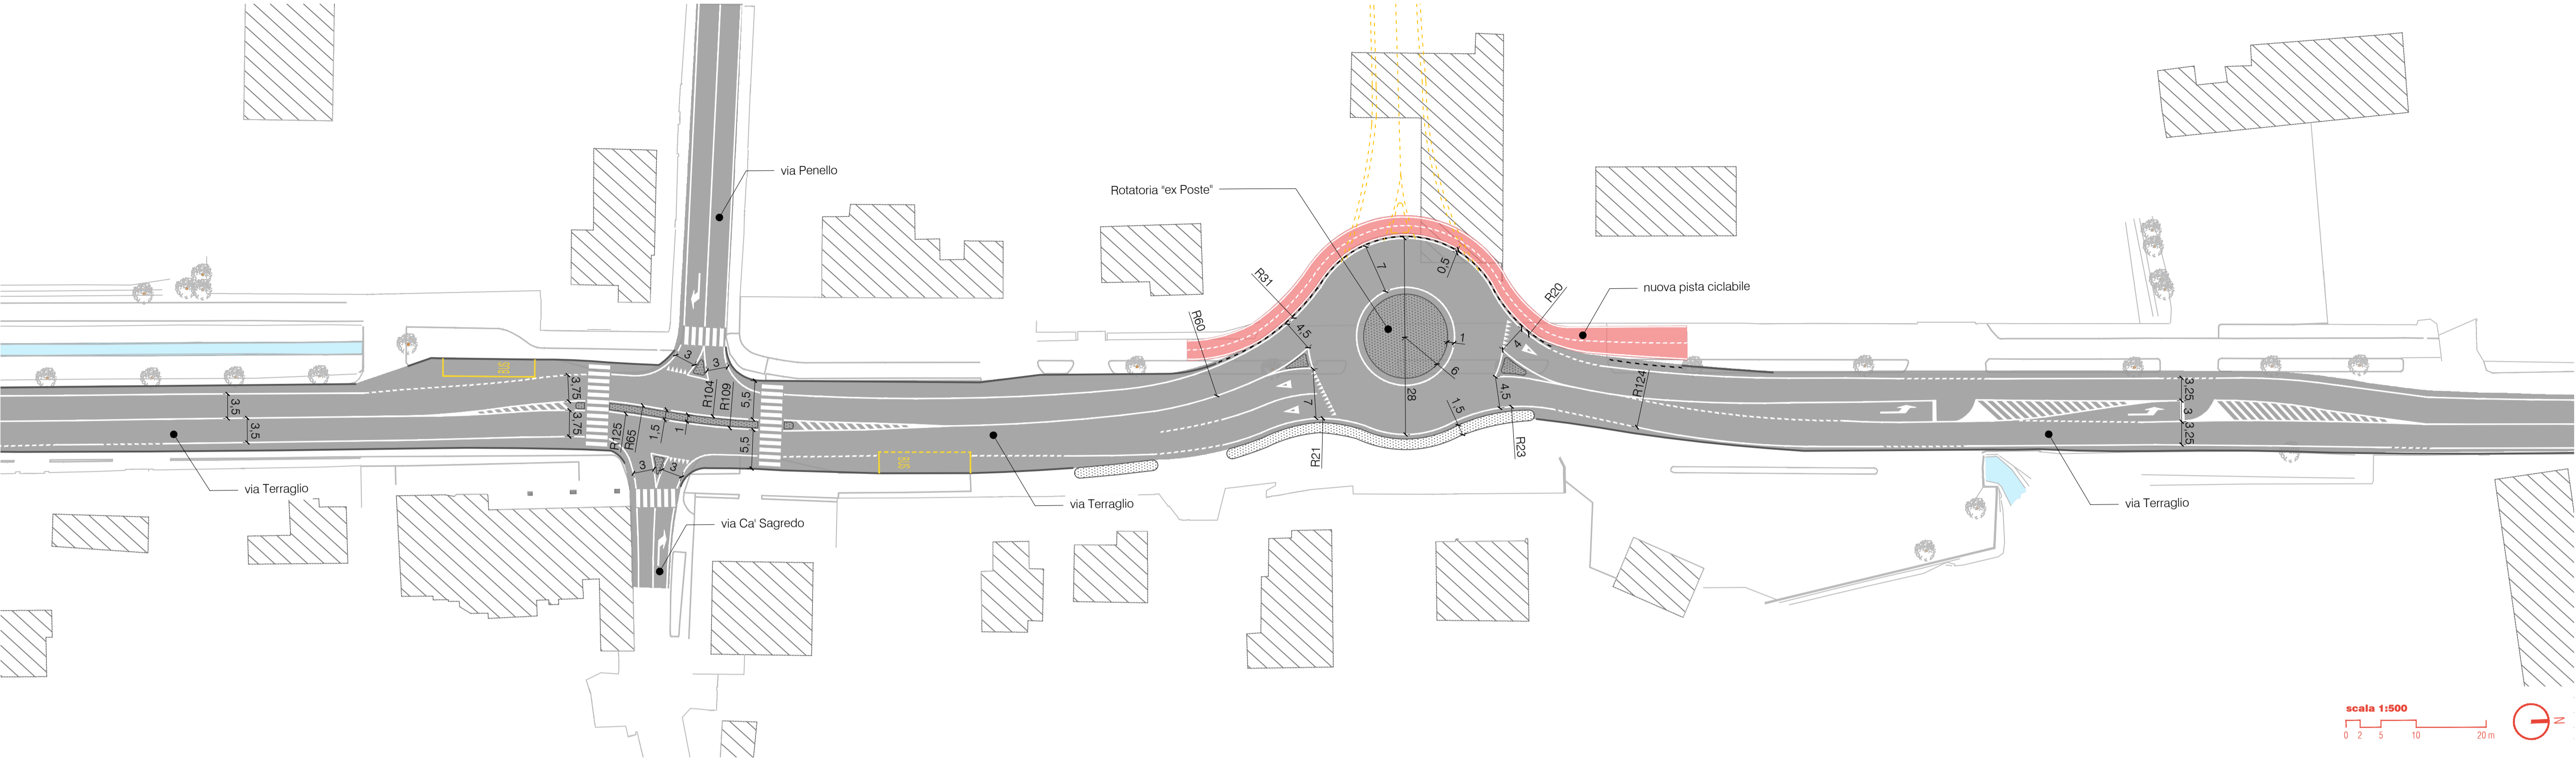 via Penello
Rotatoria "ex Poste"
nuova pista ciclabile
R31
R20
R60
7
0,5
4,5
1
4
6
28
4,5
1,5
7
R21
R23
R124
BUS
3
3
R104
R109
3,75
3,75
5,5
5,5
3,5
3,5
R125
R65
1,5
1
3
3
BUS
3,25
3
3,25
via Terraglio
via Terraglio
via Terraglio
via Ca' Sagredo
scala 1:500
0 2 5 10 20 m
N